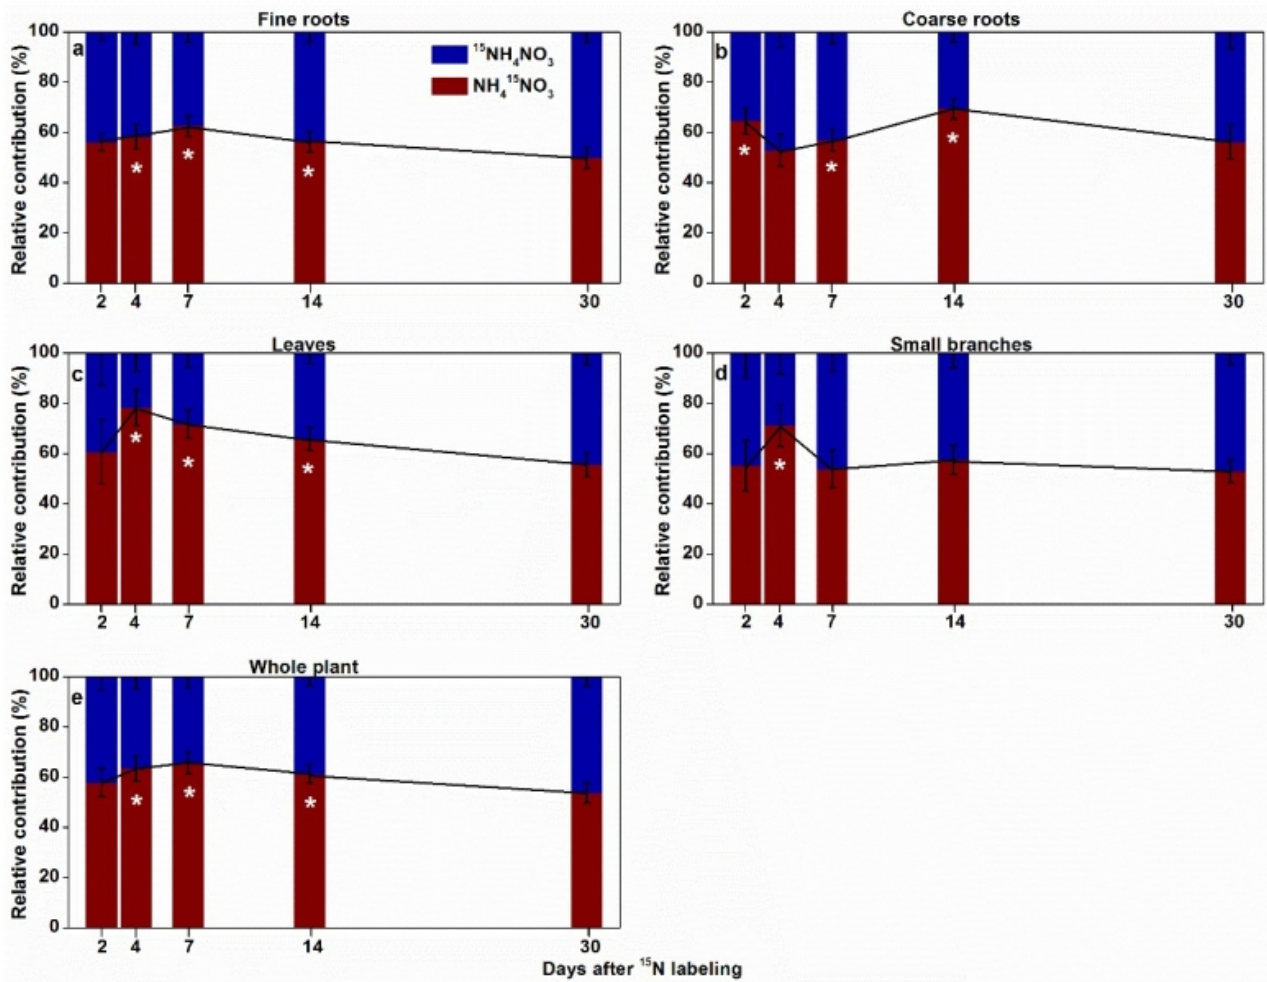 Fine roots
a
¹⁵NH₄NO₃
NH₄¹⁵NO₃
Relative contribution (%)
100
80
60
40
20
0
* * *
2 4 7 14 30
Coarse roots
b
Relative contribution (%)
100
80
60
40
20
0
* * *
2 4 7 14 30
Leaves
c
Relative contribution (%)
100
80
60
40
20
0
* * *
2 4 7 14 30
Small branches
d
Relative contribution (%)
100
80
60
40
20
0
*
2 4 7 14 30
Whole plant
e
Relative contribution (%)
100
80
60
40
20
0
* * *
2 4 7 14 30
Days after ¹⁵N labeling